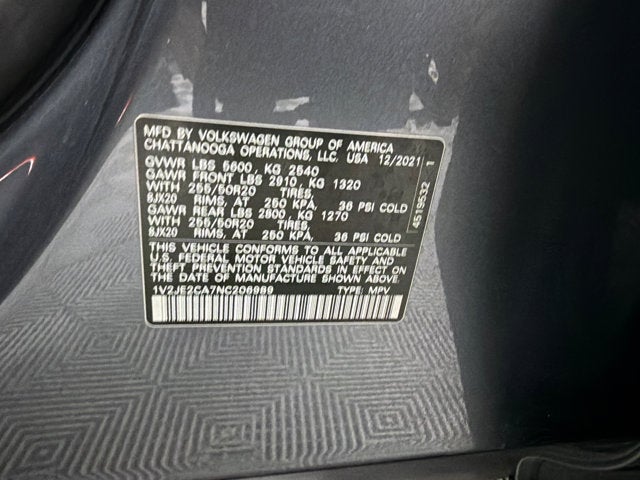 MFD BY VOLKSWAGEN GROUP OF AMERICA
CHATTANOOGA OPERATIONS, LLC, USA 12/2021
GVWR LBS 5600, KG 2540
GAWR FRONT LBS 2910, KG 1320
WITH 255/50R20 TIRES,
8JX20 RIMS, AT 250 KPA, 36 PSI COLD
GAWR REAR LBS 2800, KG 1270
WITH 255/50R20 TIRES,
8JX20 RIMS, AT 250 KPA, 36 PSI COLD
THIS VEHICLE CONFORMS TO ALL APPLICABLE
U.S. FEDERAL MOTOR VEHICLE SAFETY AND
THEFT PREVENTION STANDARDS IN EFFECT ON
THE DATE OF MANUFACTURE SHOWN ABOVE.
1V2JE2CA7NC206989 TYPE: MPV
4519532 1